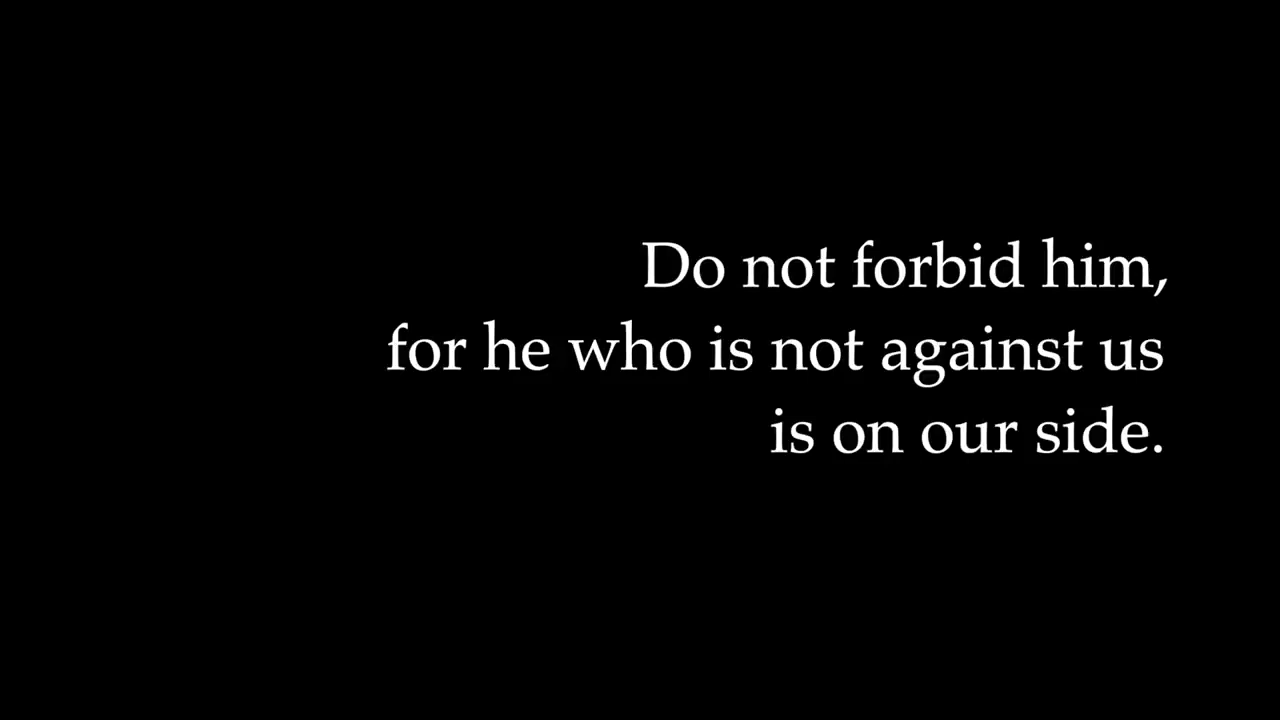 Do not forbid him,
for he who is not against us
is on our side.